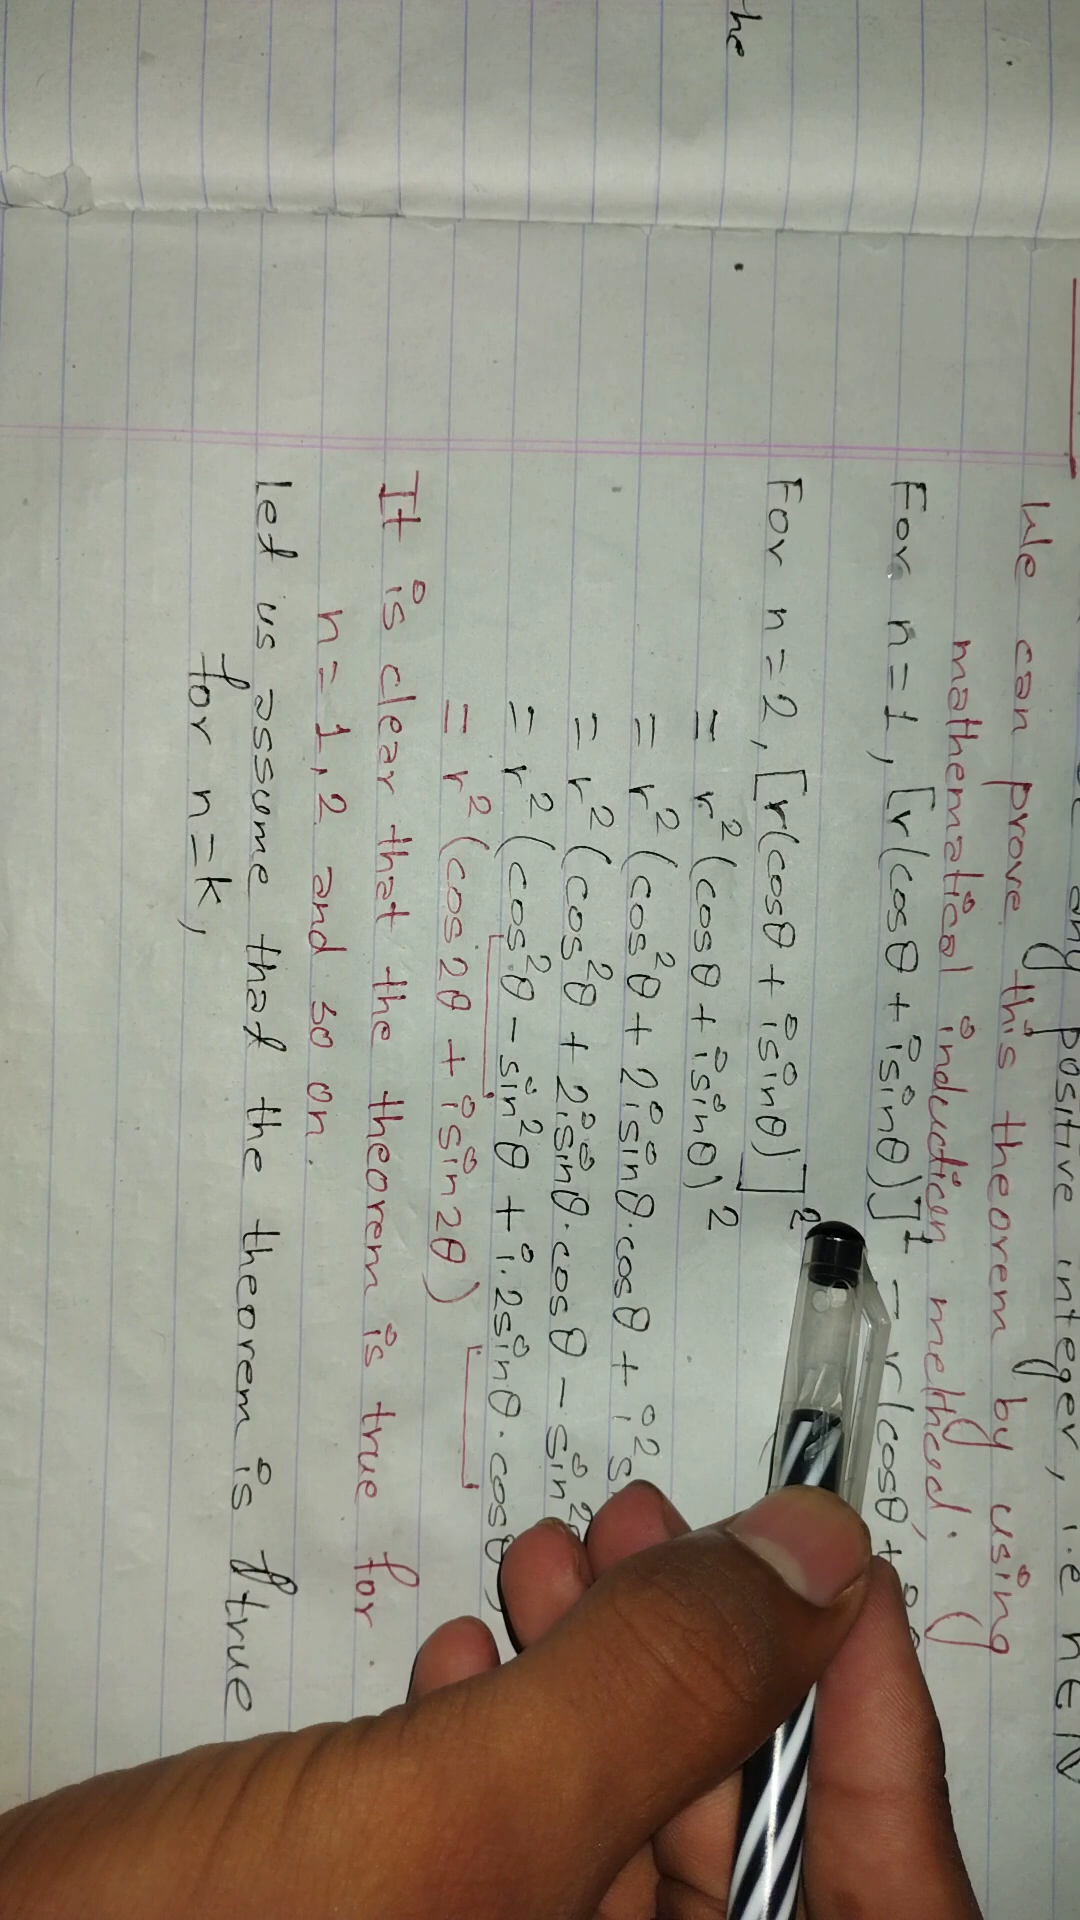 any positive integer, i.e n ∈ N
We can prove this theorem by using
mathematical induction method.
For n=1, [r(cosθ + isinθ)]¹ = r(cosθ +
For n=2, [r(cosθ + isinθ)]²
= r²(cosθ + isinθ)²
= r²(cos²θ + 2isinθ.cosθ + i²
= r²(cos²θ + 2isinθ.cosθ - sin²
= r²(cos²θ - sin²θ + i.2sinθ.cosθ)
= r²(cos2θ + isin2θ)
It is clear that the theorem is true for
n=1,2 and so on.
Let us assume that the theorem is true
for n=k,
he